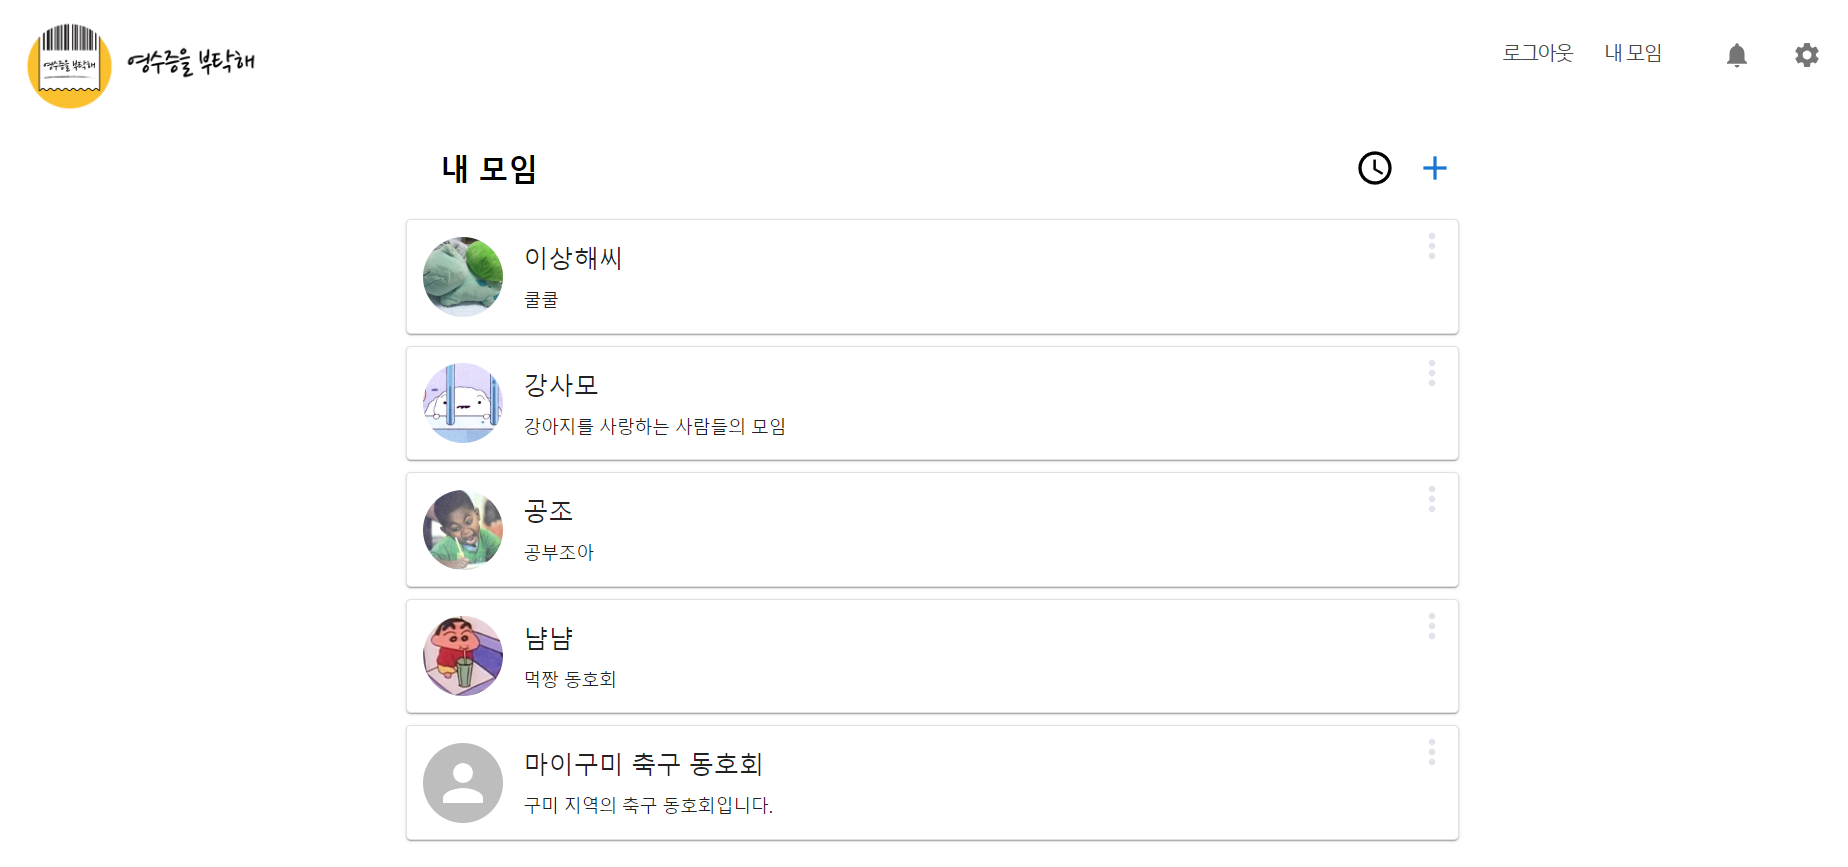 영수증을 부탁해
영수증을 부탁해
로그아웃
내 모임
내 모임
이상해씨
쿨쿨
강사모
강아지를 사랑하는 사람들의 모임
공조
공부조아
냠냠
먹짱 동호회
마이구미 축구 동호회
구미 지역의 축구 동호회입니다.